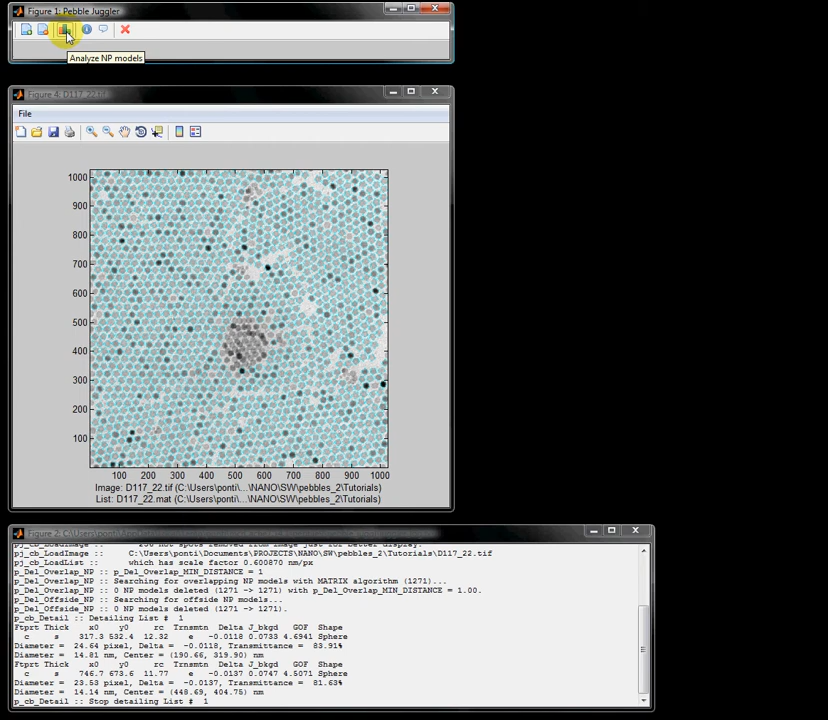 Figure 1: Pebble Juggler
Analyze NP models
Figure 4: D117_22.tif
File
1000
900
800
700
600
500
400
300
200
100
100 200 300 400 500 600 700 800 900 1000
Image: D117_22.tif (C:\Users\ponti\...\NANO\SW\pebbles_2\Tutorials)
List: D117_22.mat (C:\Users\ponti\...\NANO\SW\pebbles_2\Tutorials)
pj_cb_LoadImage :: C:\Users\ponti\Documents\PROJECTS\NANO\SW\pebbles_2\Tutorials\D117_22.tif
pj_cb_LoadList :: which has scale factor 0.600870 nm/px
p_Del_Overlap_NP :: p_Del_Overlap_MIN_DISTANCE = 1
p_Del_Overlap_NP :: Searching for overlapping NP models with MATRIX algorithm (1271)...
p_Del_Overlap_NP :: 0 NP models deleted (1271 -> 1271) with p_Del_Overlap_MIN_DISTANCE = 1.00.
p_Del_Offside_NP :: Searching for offside NP models...
p_Del_Offside_NP :: 0 NP models deleted (1271 -> 1271).
p_cb_Detail :: Detailing List # 1
Ftprt Thick x0 y0 rc Trnsmtn Delta J_bkgd GOF Shape
c s 317.3 532.4 12.32 e -0.0118 0.0733 4.6941 Sphere
Diameter = 24.64 pixel, Delta = -0.0118, Transmittance = 83.91%
= 14.81 nm, Center = (190.66, 319.90) nm
Ftprt Thick x0 y0 rc Trnsmtn Delta J_bkgd GOF Shape
c s 746.7 673.6 11.77 e -0.0137 0.0747 4.5071 Sphere
Diameter = 23.53 pixel, Delta = -0.0137, Transmittance = 81.63%
= 14.14 nm, Center = (448.69, 404.75) nm
p_cb_Detail :: Stop detailing List # 1